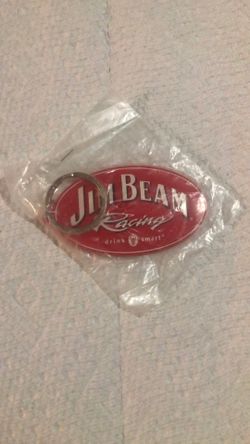 JIM BEAM
Racing
drink smart